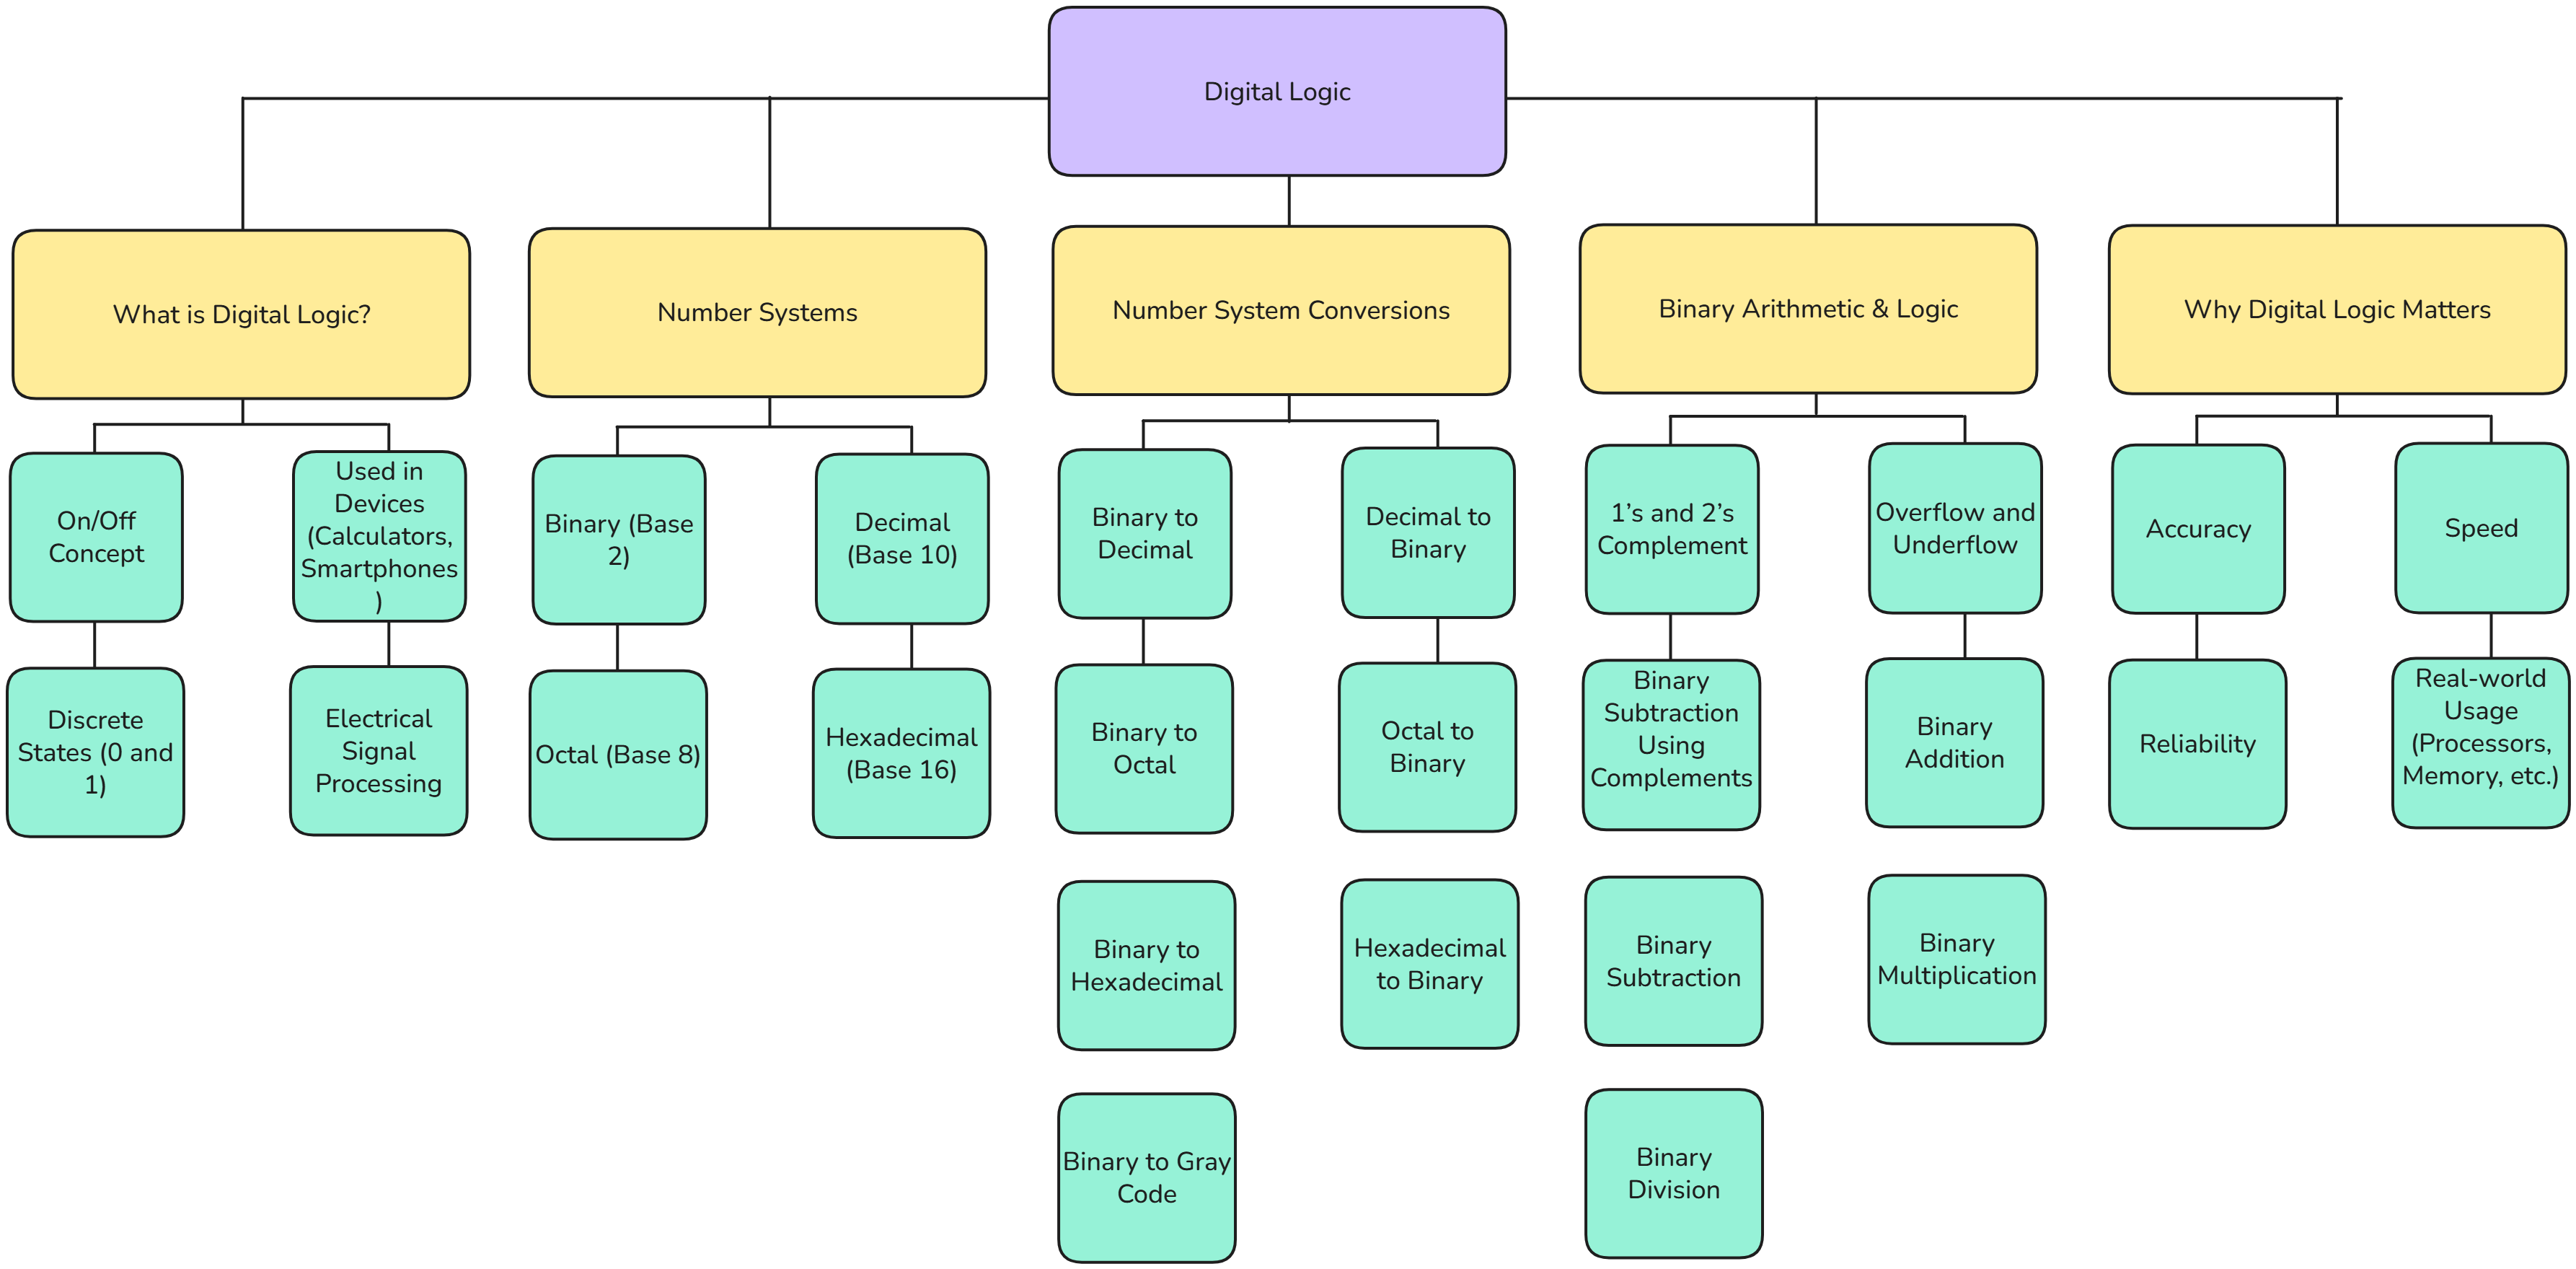 Digital Logic
What is Digital Logic?
Number Systems
Number System Conversions
Binary Arithmetic & Logic
Why Digital Logic Matters
On/Off
Concept
Used in
Devices
(Calculators,
Smartphones
)
Binary (Base
2)
Decimal
(Base 10)
Binary to
Decimal
Decimal to
Binary
1’s and 2’s
Complement
Overflow and
Underflow
Accuracy
Speed
Discrete
States (0 and
1)
Electrical
Signal
Processing
Octal (Base 8)
Hexadecimal
(Base 16)
Binary to
Octal
Octal to
Binary
Binary
Subtraction
Using
Complements
Binary
Addition
Reliability
Real-world
Usage
(Processors,
Memory, etc.)
Binary to
Hexadecimal
Hexadecimal
to Binary
Binary
Subtraction
Binary
Multiplication
Binary to Gray
Code
Binary
Division